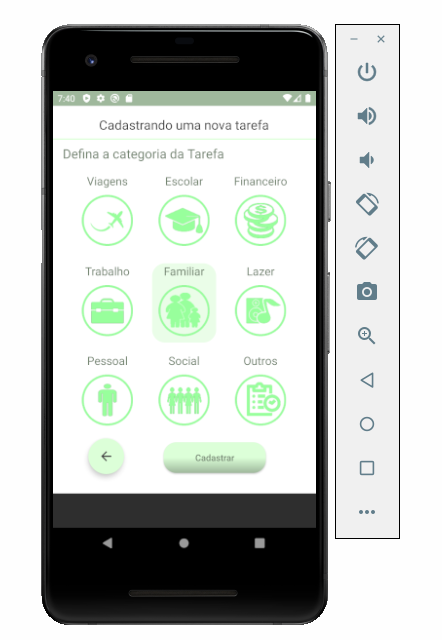 7:40
Cadastrando uma nova tarefa
Defina a categoria da Tarefa
Viagens Escolar Financeiro
Trabalho Familiar Lazer
Pessoal Social Outros
Cadastrar